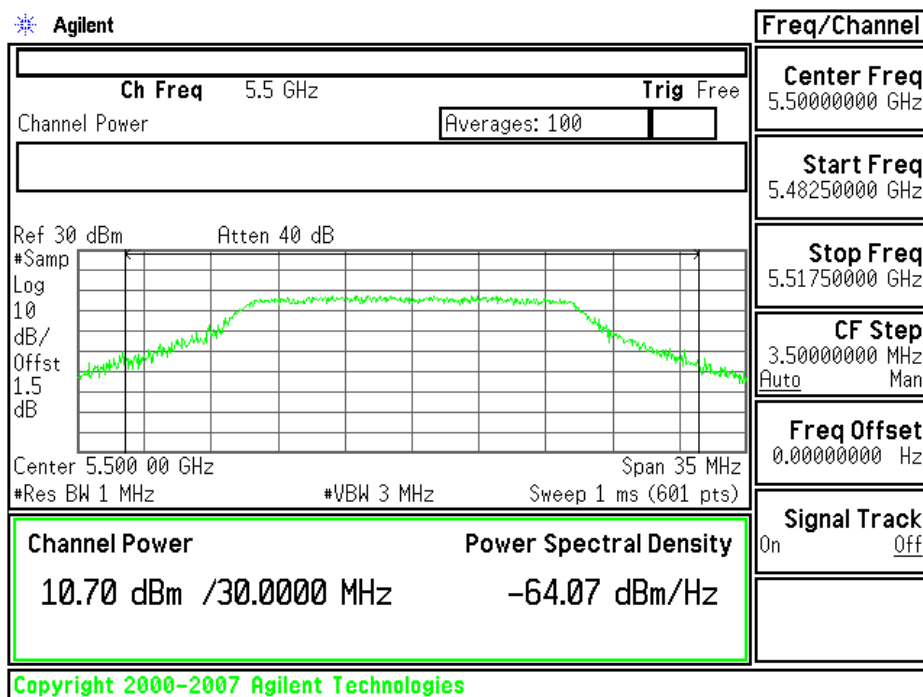 Agilent
Freq/Channel
Ch Freq 5.5 GHz Trig Free
Channel Power Averages: 100
Center Freq
5.50000000 GHz
Start Freq
5.48250000 GHz
Stop Freq
5.51750000 GHz
CF Step
3.50000000 MHz
Auto Man
Freq Offset
0.00000000 Hz
Signal Track
On Off
Ref 30 dBm Atten 40 dB
#Samp
Log
10
dB/
Offst
1.5
dB
Center 5.500 00 GHz Span 35 MHz
#Res BW 1 MHz #VBW 3 MHz Sweep 1 ms (601 pts)
Channel Power Power Spectral Density
10.70 dBm /30.0000 MHz -64.07 dBm/Hz
Copyright 2000-2007 Agilent Technologies